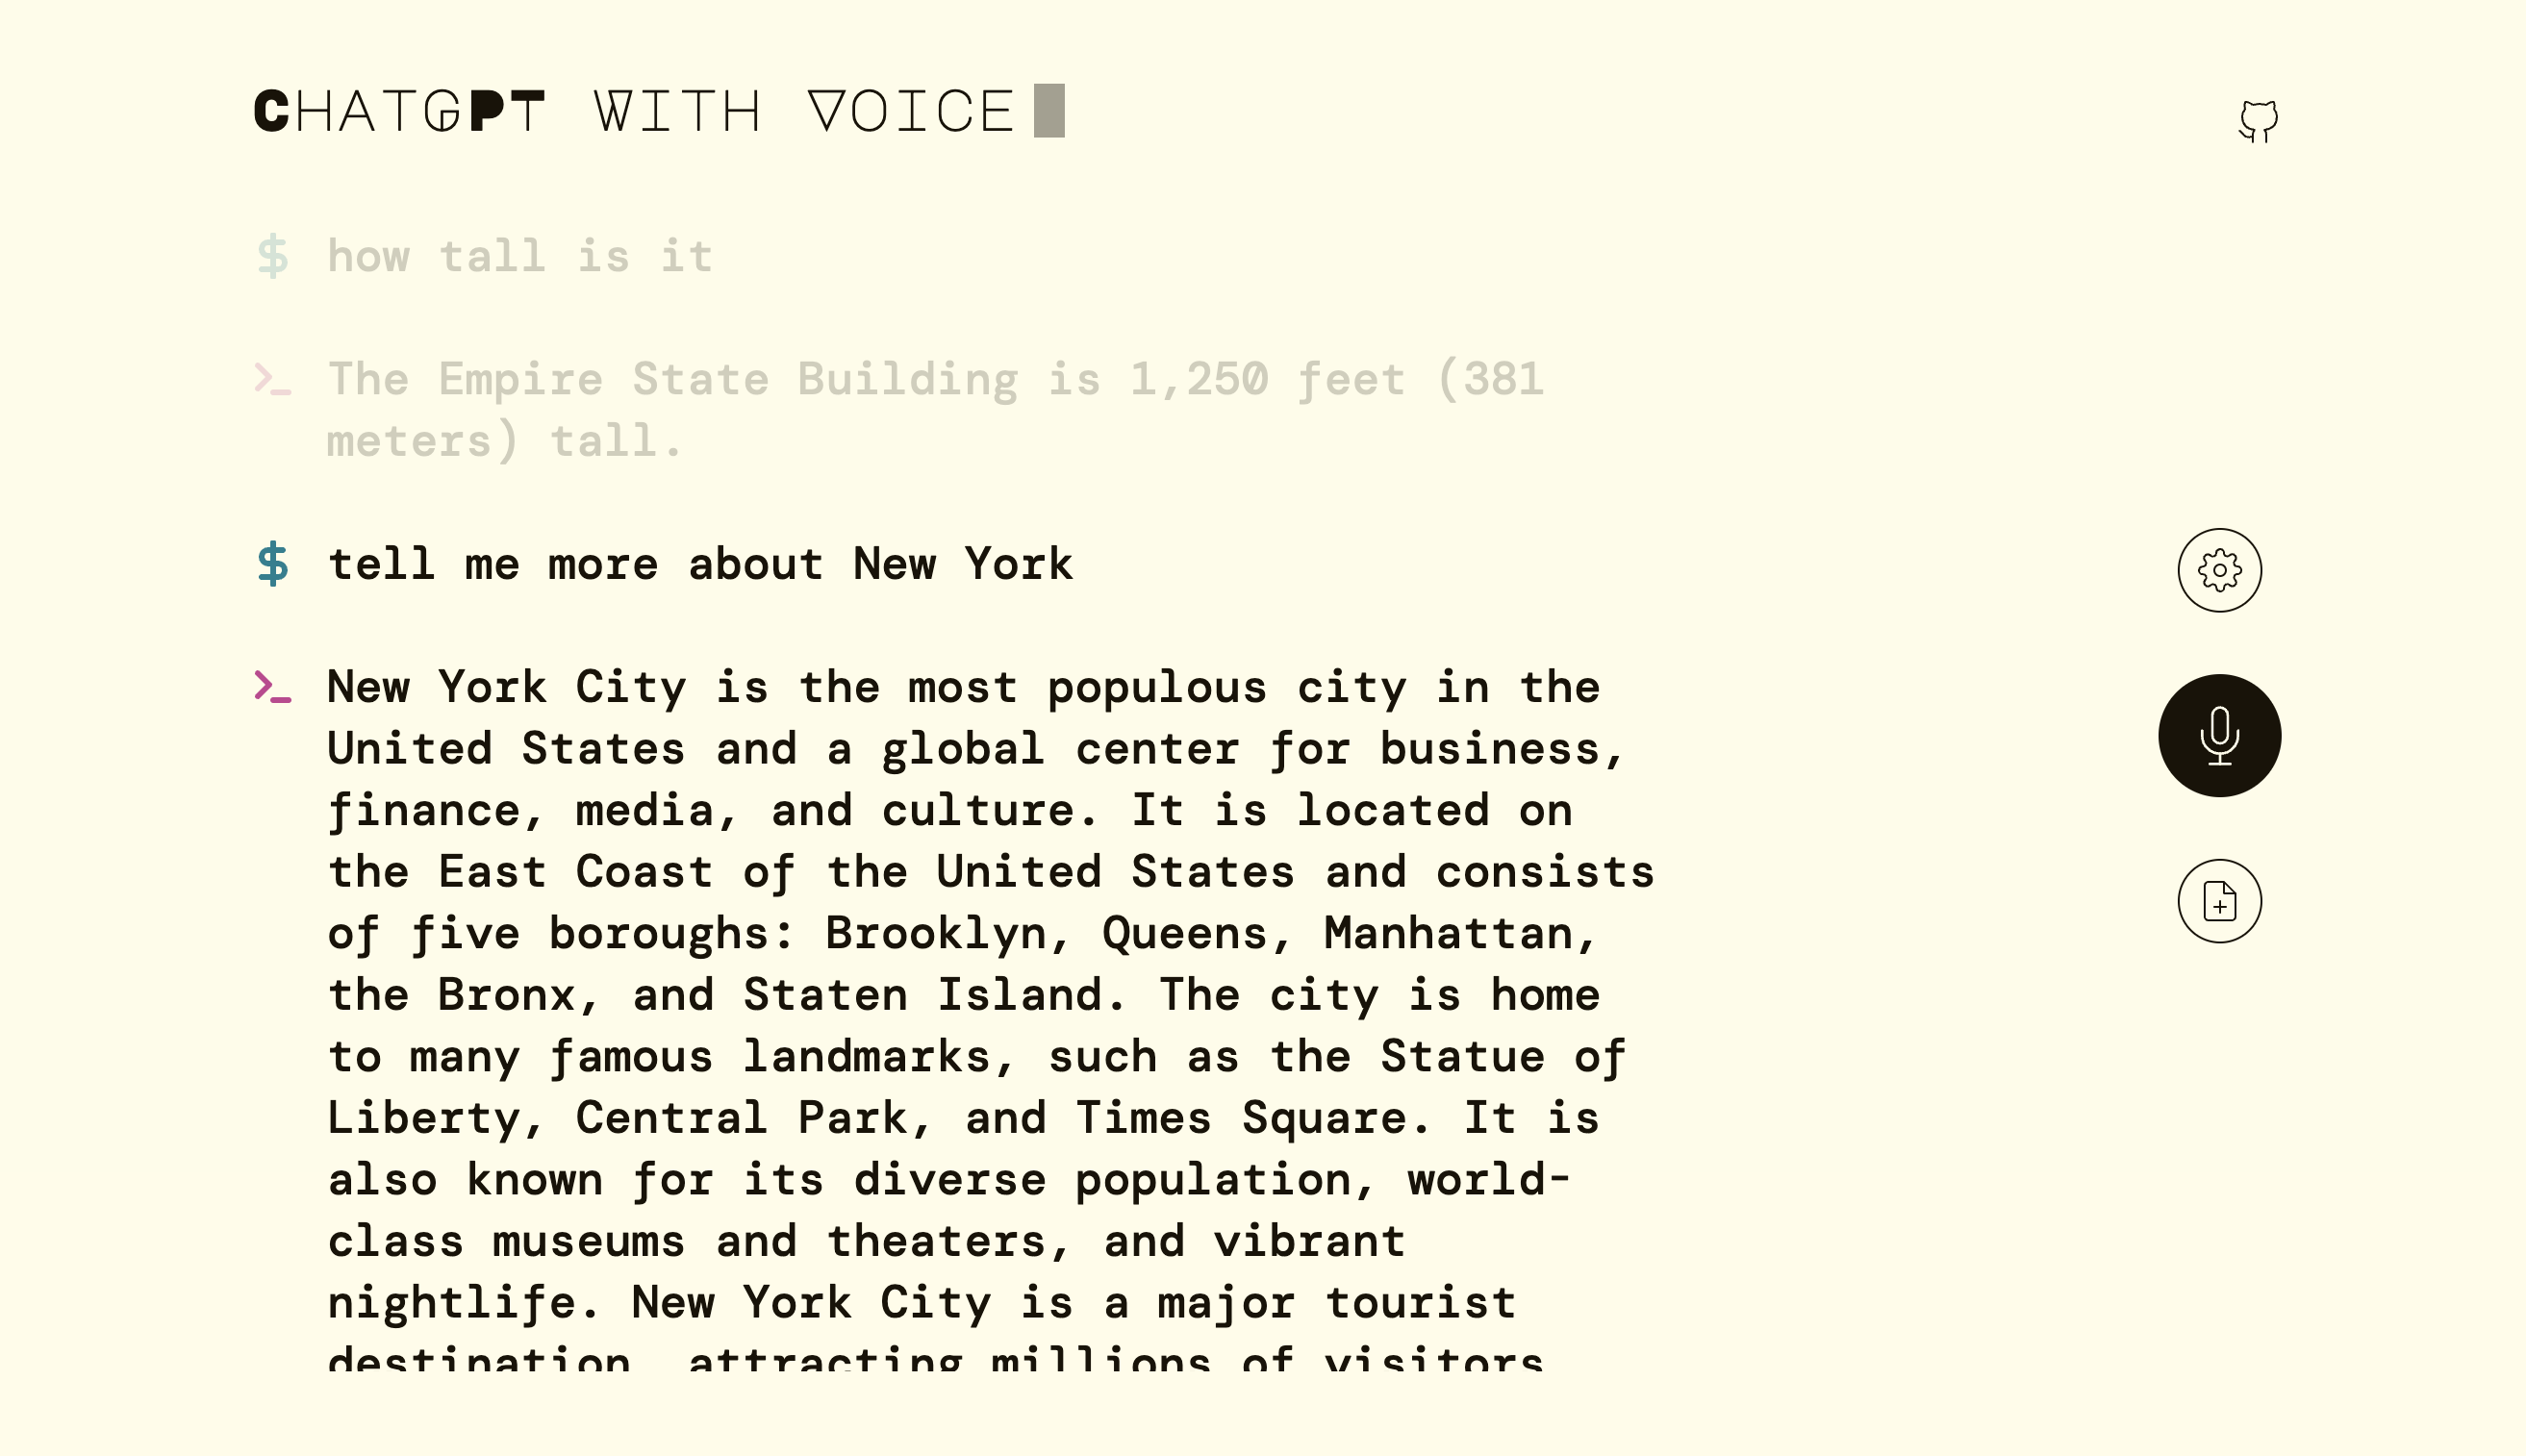 CHATGPT WITH VOICE
$ how tall is it
>_ The Empire State Building is 1,250 feet (381
meters) tall.
$ tell me more about New York
>_ New York City is the most populous city in the
United States and a global center for business,
finance, media, and culture. It is located on
the East Coast of the United States and consists
of five boroughs: Brooklyn, Queens, Manhattan,
the Bronx, and Staten Island. The city is home
to many famous landmarks, such as the Statue of
Liberty, Central Park, and Times Square. It is
also known for its diverse population, world-
class museums and theaters, and vibrant
nightlife. New York City is a major tourist
destination, attracting millions of visitors